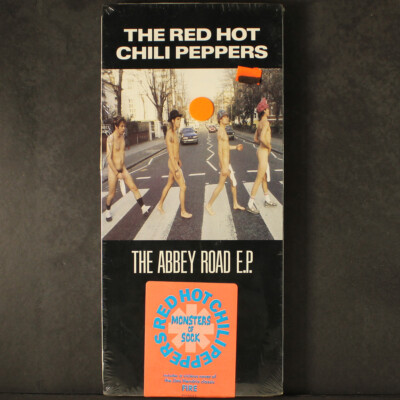 THE RED HOT
CHILI PEPPERS
THE ABBEY ROAD E.P.
RED HOT CHILI PEPPERS
MONSTERS
OF
SOCK